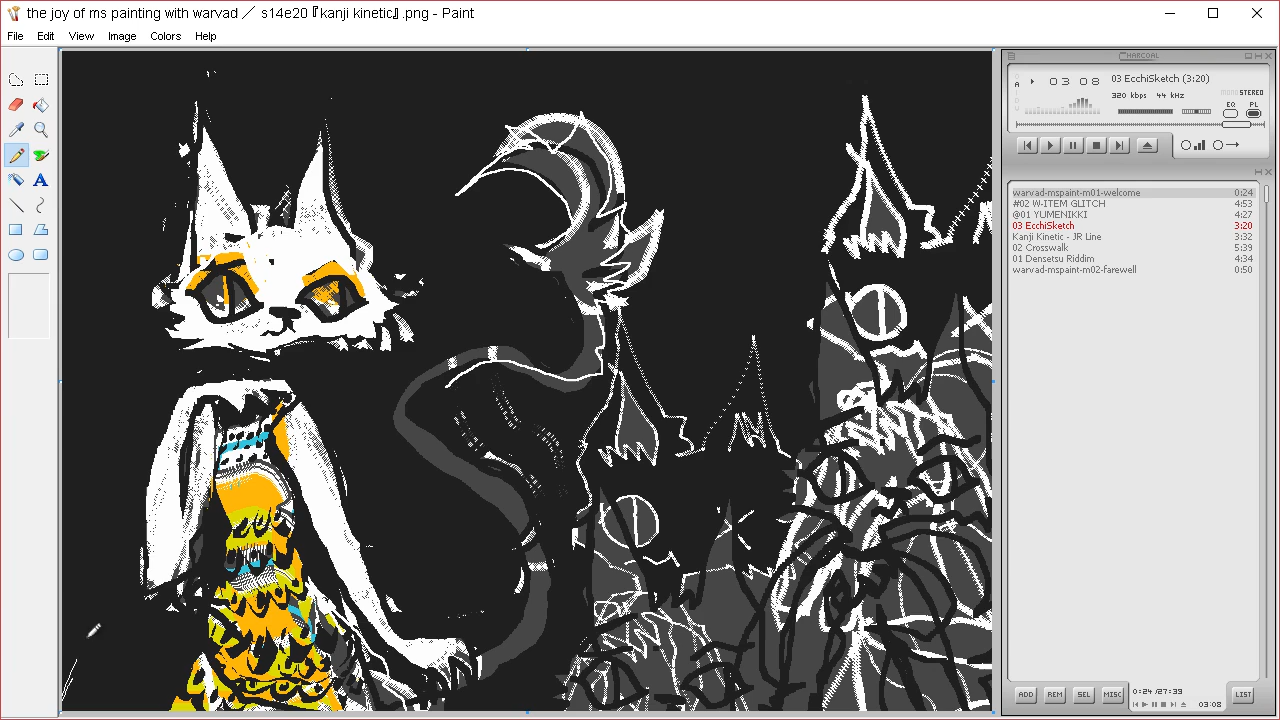 the joy of ms painting with warvad ／ s14e20『kanji kinetic』.png - Paint
File Edit View Image Colors Help
A
CHARCOAL
03 08
03 EcchiSketch (3:20)
320 kbps 44 kHz
MONO STEREO
EQ PL
warvad-mspaint-m01-welcome 0:24
#02 W-ITEM GLITCH 4:53
@01 YUMENIKKI 4:27
03 EcchiSketch 3:20
Kanji Kinetic - JR Line 3:32
02 Crosswalk 5:39
01 Densetsu Riddim 4:34
warvad-mspaint-m02-farewell 0:50
ADD REM SEL MISC 0:24/27:39 LIST
03:08